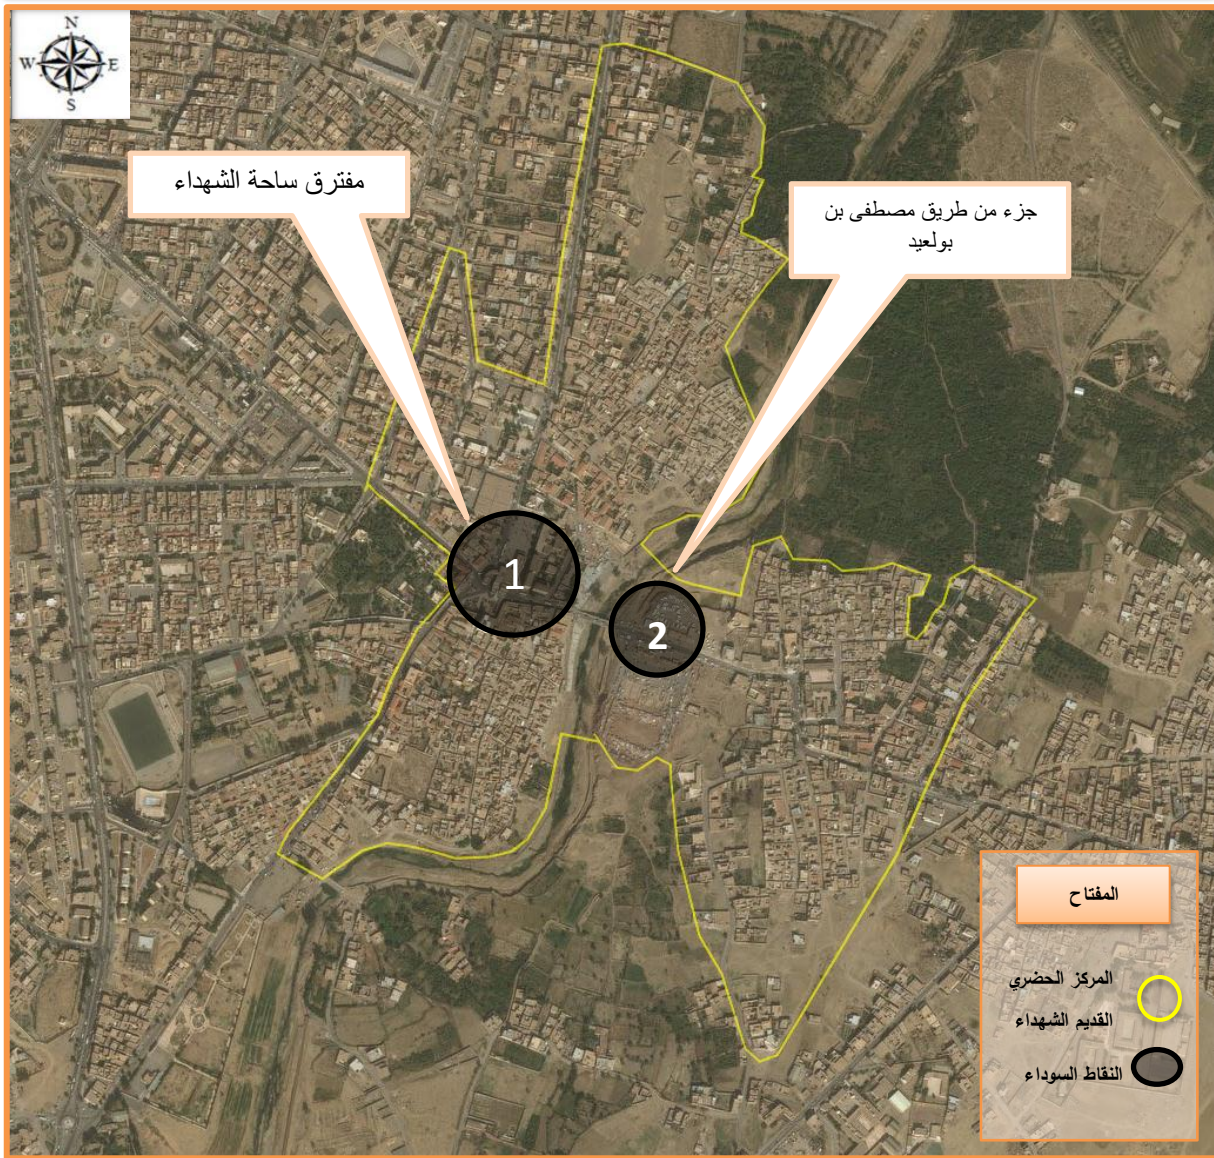 N
W E
S
مفترق ساحة الشهداء
جزء من طريق مصطفى بن
بولعيد
1
2
المفتاح
المركز الحضري
القديم الشهداء
النقاط السوداء